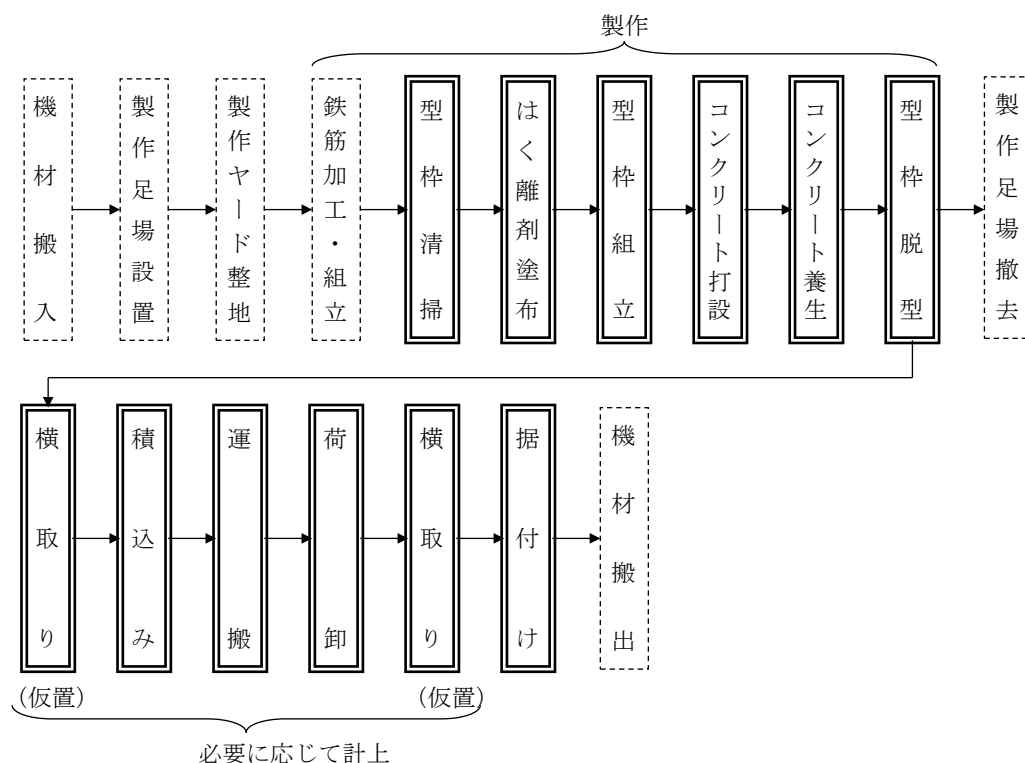 製作
機材搬入
製作足場設置
製作ヤード整地
鉄筋加工・組立
型枠清掃
はく離剤塗布
型枠組立
コンクリート打設
コンクリート養生
型枠脱型
製作足場撤去
横取り
積込み
運搬
荷卸
横取り
据付け
機材搬出
(仮置)
(仮置)
必要に応じて計上